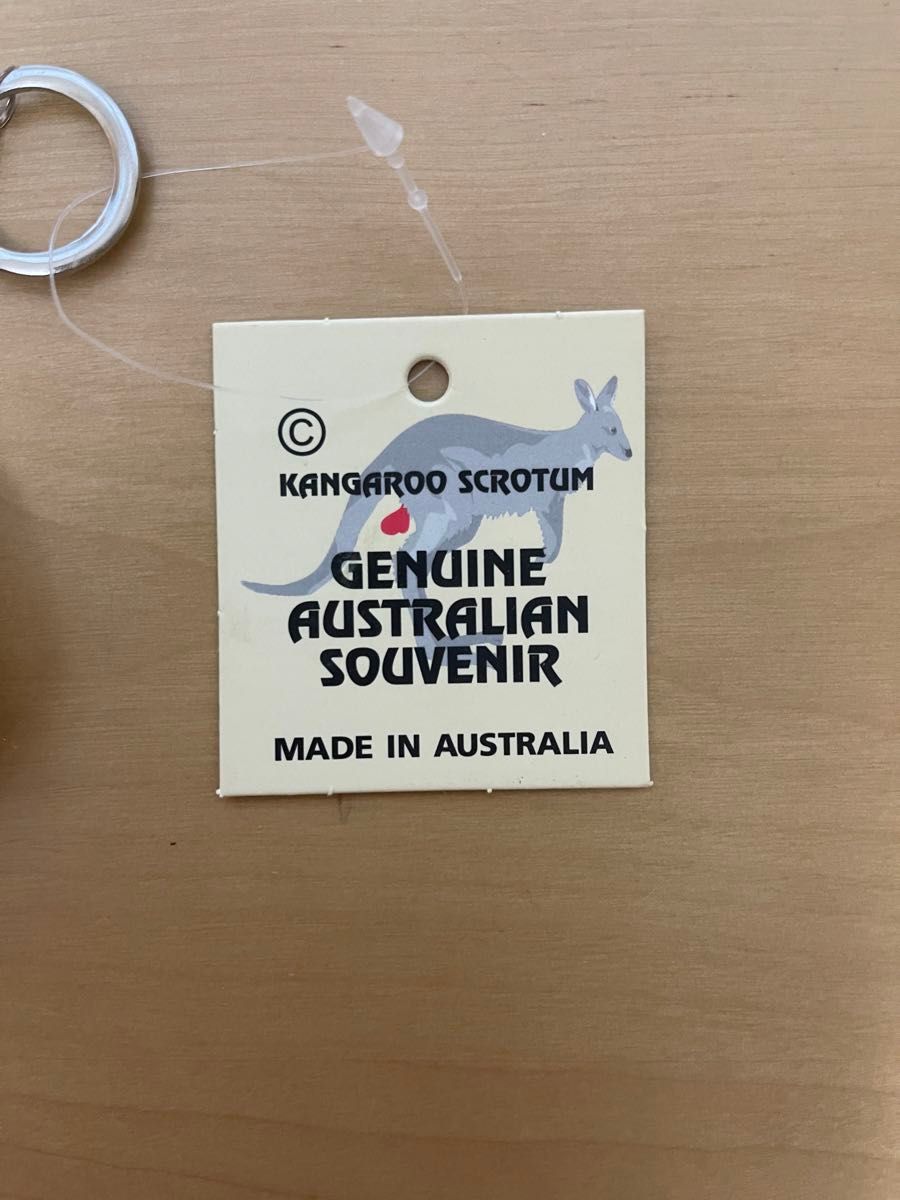 ©
KANGAROO SCROTUM
GENUINE
AUSTRALIAN
SOUVENIR
MADE IN AUSTRALIA